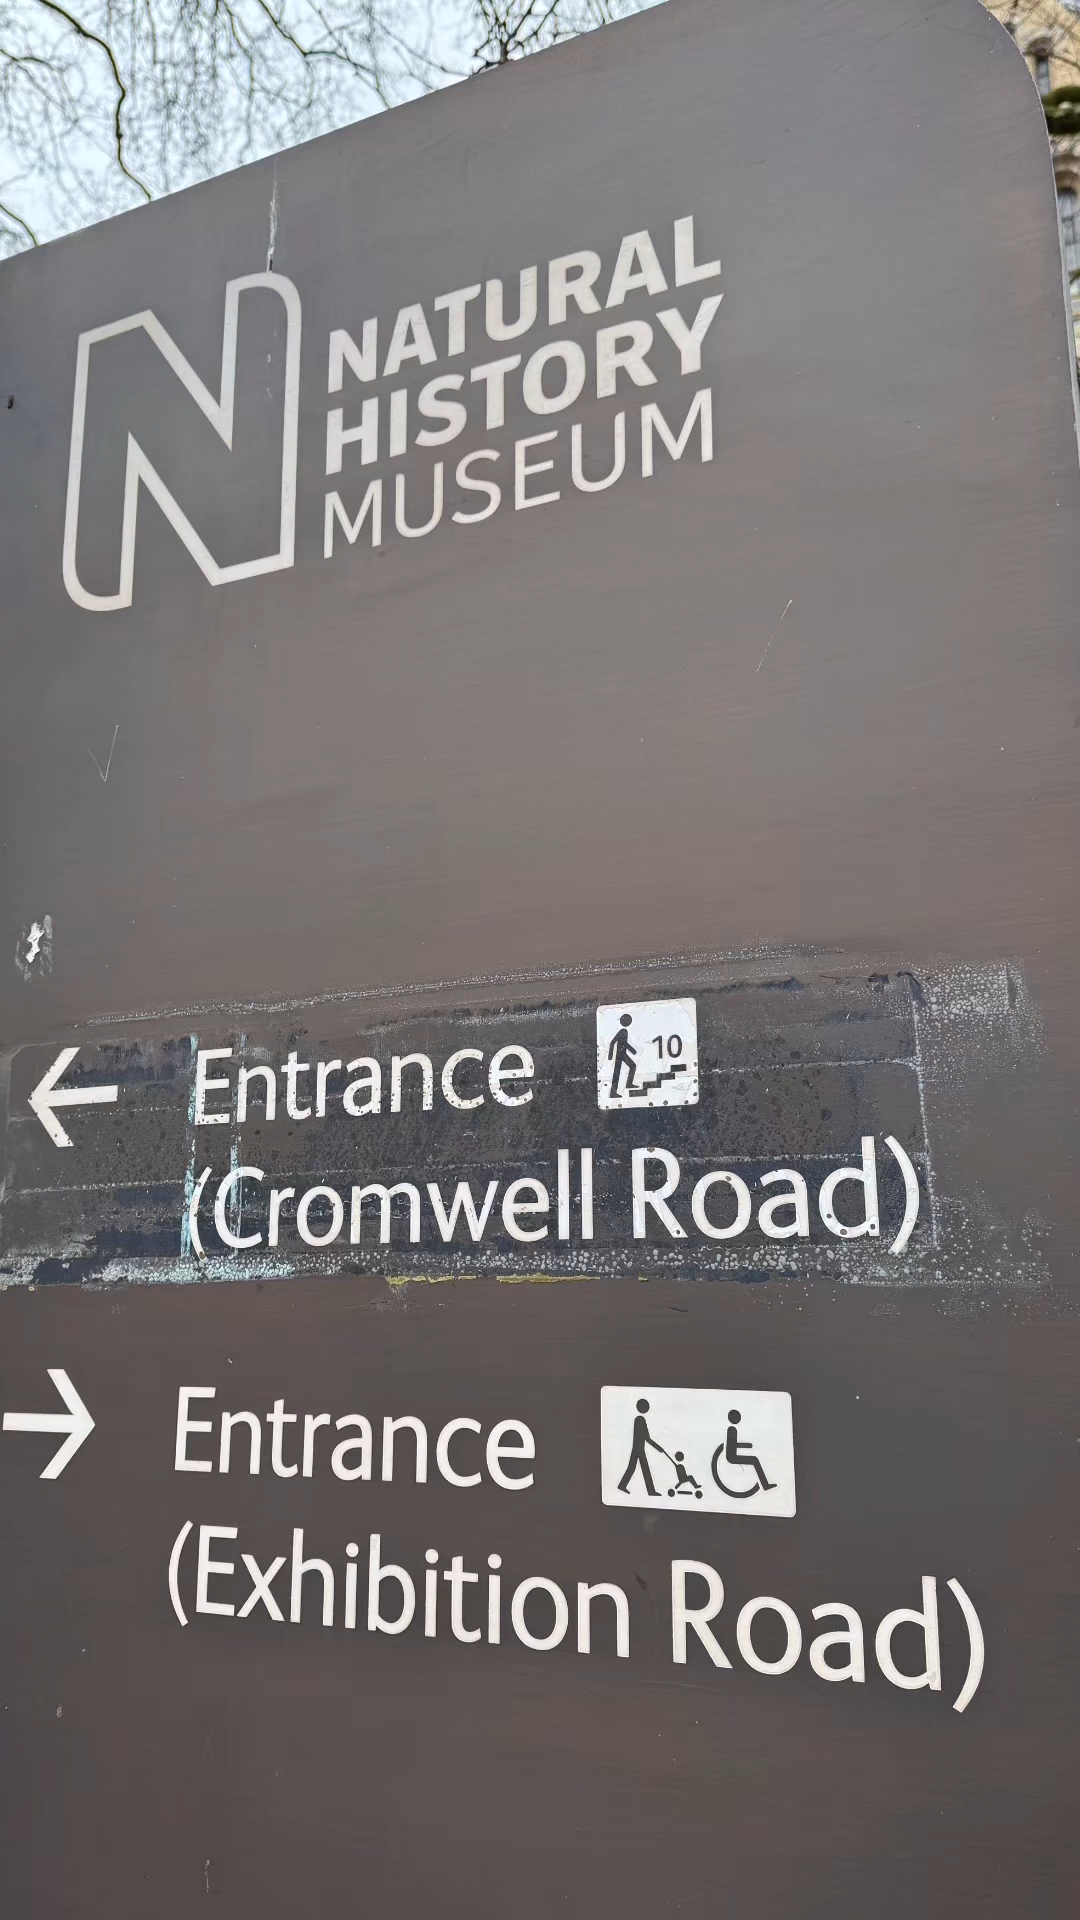 N
NATURAL
HISTORY
MUSEUM
← Entrance 10
(Cromwell Road)
→ Entrance
(Exhibition Road)